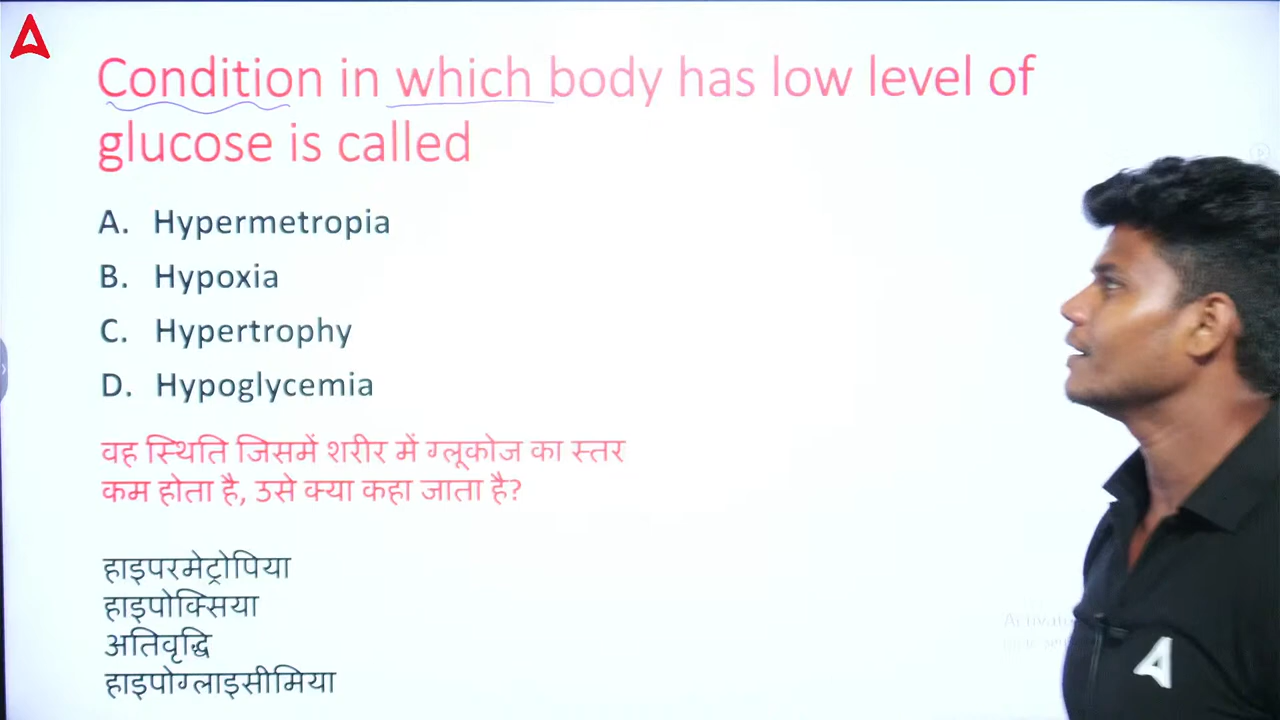 Condition in which body has low level of
glucose is called
A. Hypermetropia
B. Hypoxia
C. Hypertrophy
D. Hypoglycemia
वह स्थिति जिसमें शरीर में ग्लूकोज का स्तर
कम होता है, उसे क्या कहा जाता है?
हाइपरमेट्रोपिया
हाइपोक्सिया
अतिवृद्धि
हाइपोग्लाइसीमिया